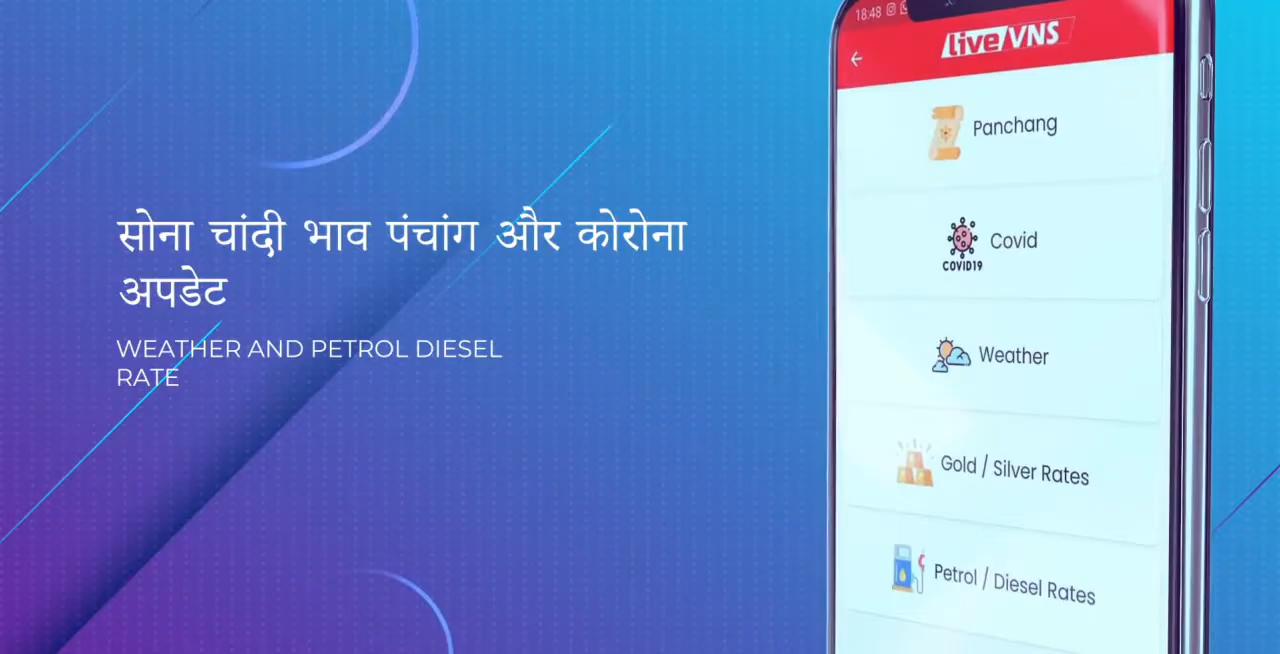 सोना चांदी भाव पंचांग और कोरोना
अपडेट
WEATHER AND PETROL DIESEL
RATE
18:48
live VNS
Panchang
COVID19
Covid
Weather
Gold / Silver Rates
Petrol / Diesel Rates